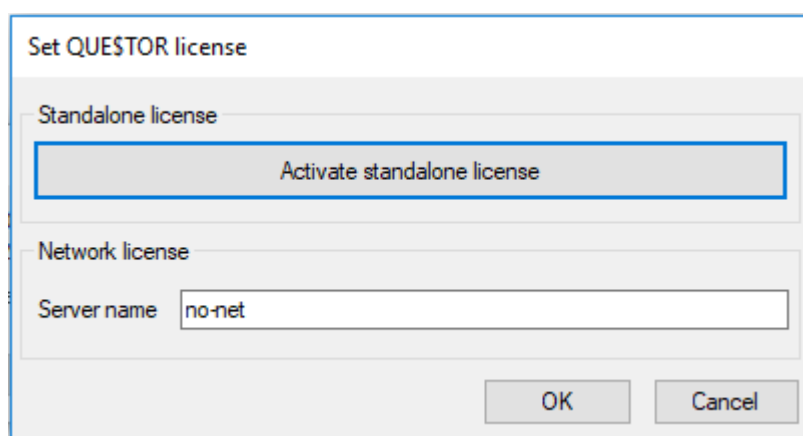 Set QUE$TOR license
Standalone license
Activate standalone license
Network license
Server name no-net
OK Cancel